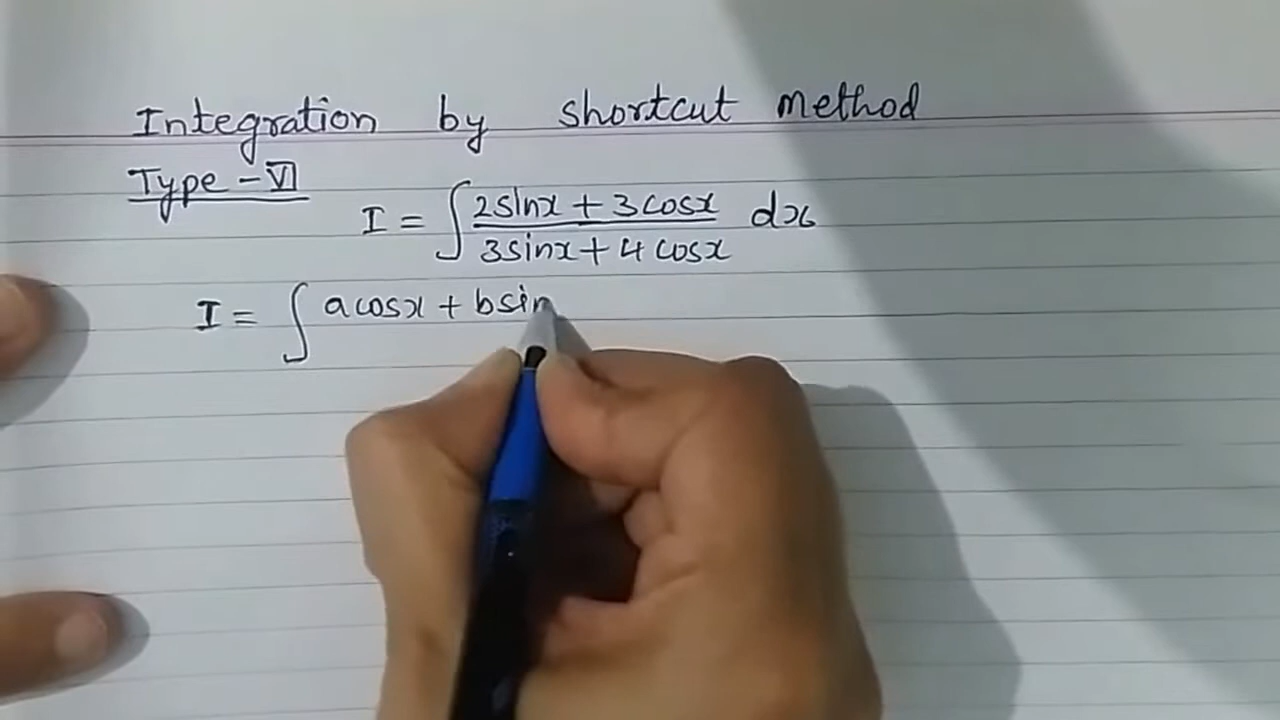 Integration by shortcut method
Type - VI
I = ∫ (2sinx + 3cosx)/(3sinx + 4cosx) dx
I = ∫ acosx + bsin